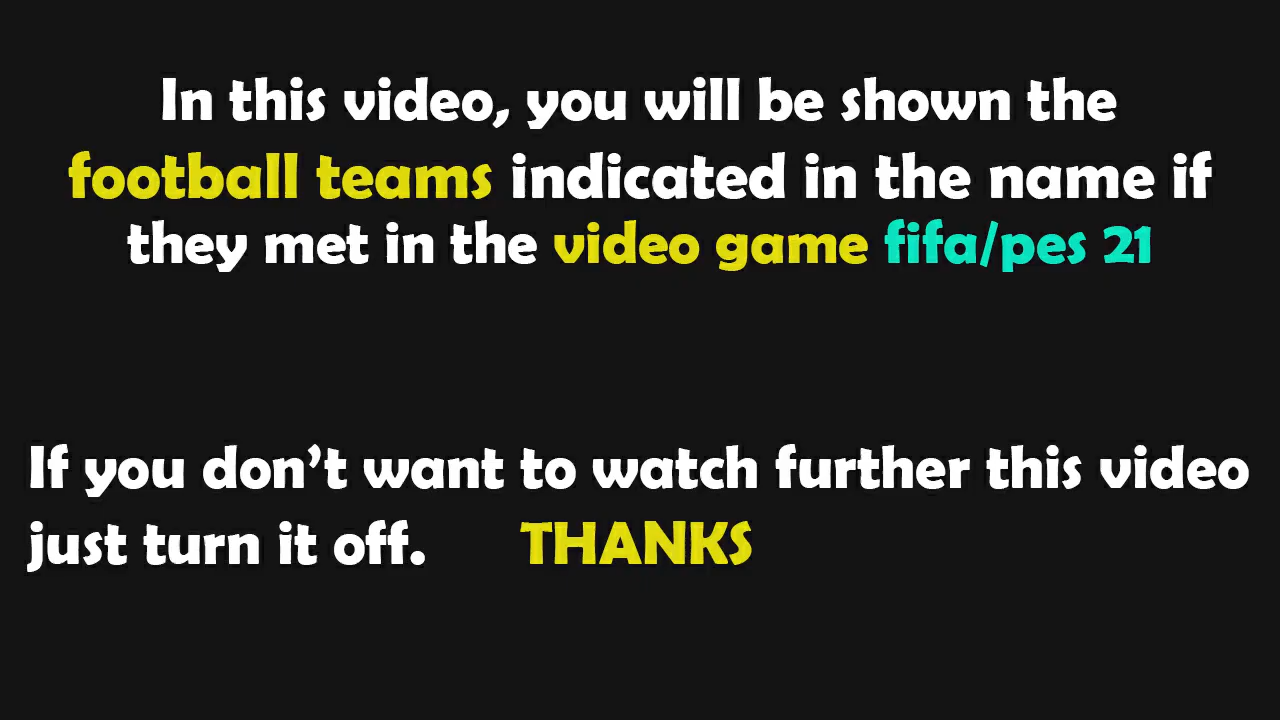 In this video, you will be shown the
football teams indicated in the name if
they met in the video game fifa/pes 21
If you don't want to watch further this video
just turn it off. THANKS